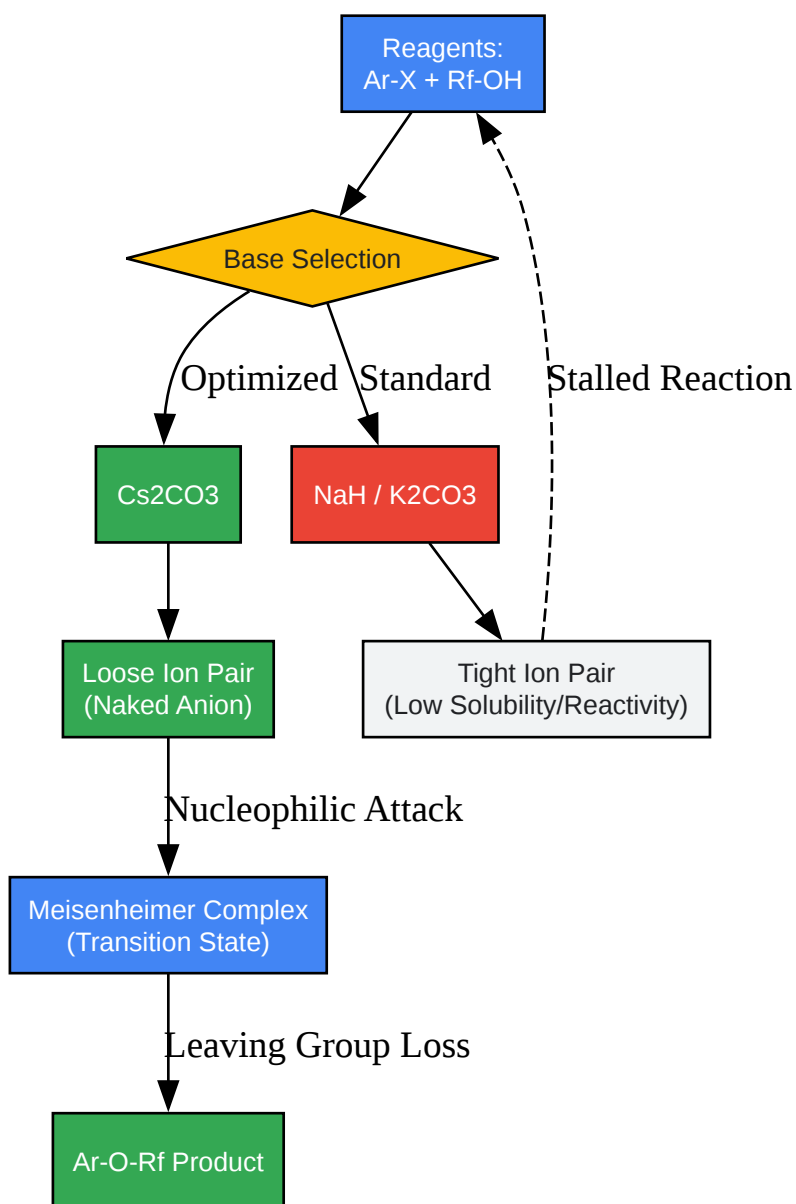 Reagents:
Ar-X + Rf-OH
Base Selection
Optimized
Standard
Stalled Reaction
Cs2CO3
NaH / K2CO3
Loose Ion Pair
(Naked Anion)
Tight Ion Pair
(Low Solubility/Reactivity)
Nucleophilic Attack
Meisenheimer Complex
(Transition State)
Leaving Group Loss
Ar-O-Rf Product